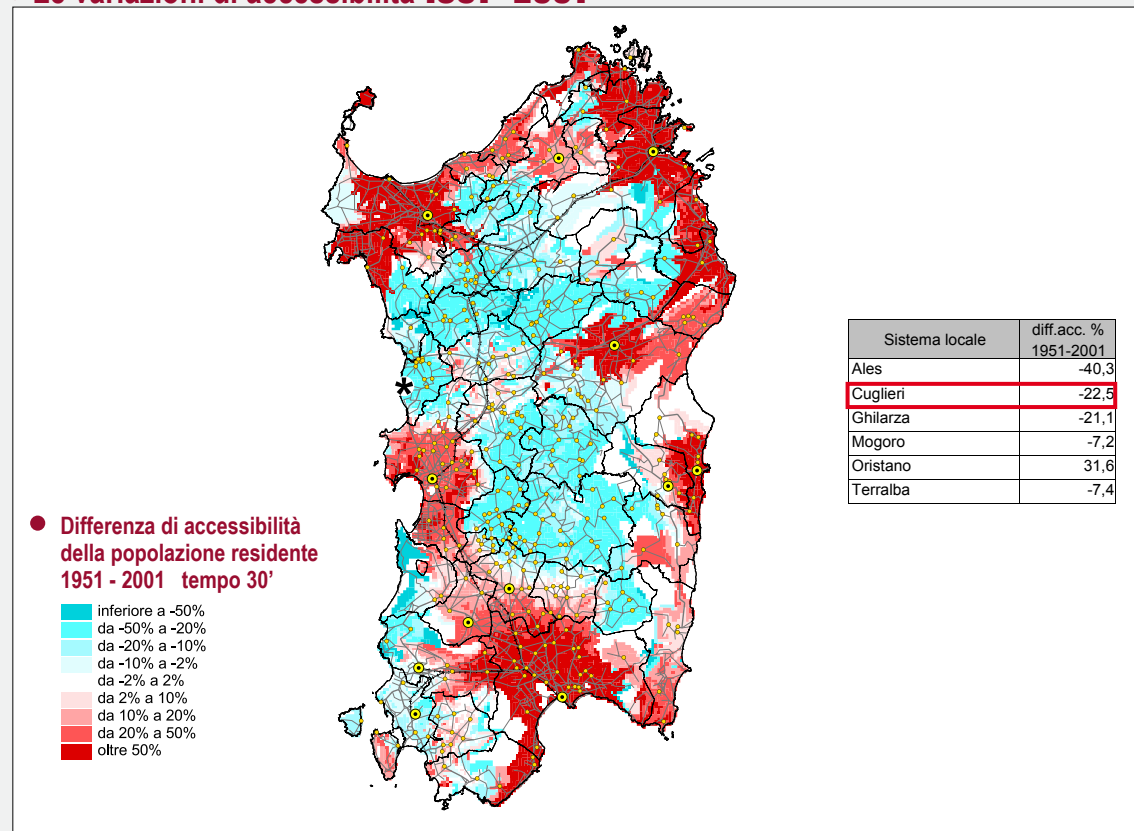 Differenza di accessibilità
della popolazione residente
1951 - 2001 tempo 30'
inferiore a -50%
da -50% a -20%
da -20% a -10%
da -10% a -2%
da -2% a 2%
da 2% a 10%
da 10% a 20%
da 20% a 50%
oltre 50%
Sistema locale diff.acc. %
1951-2001
Ales -40,3
Cuglieri -22,5
Ghilarza -21,1
Mogoro -7,2
Oristano 31,6
Terralba -7,4